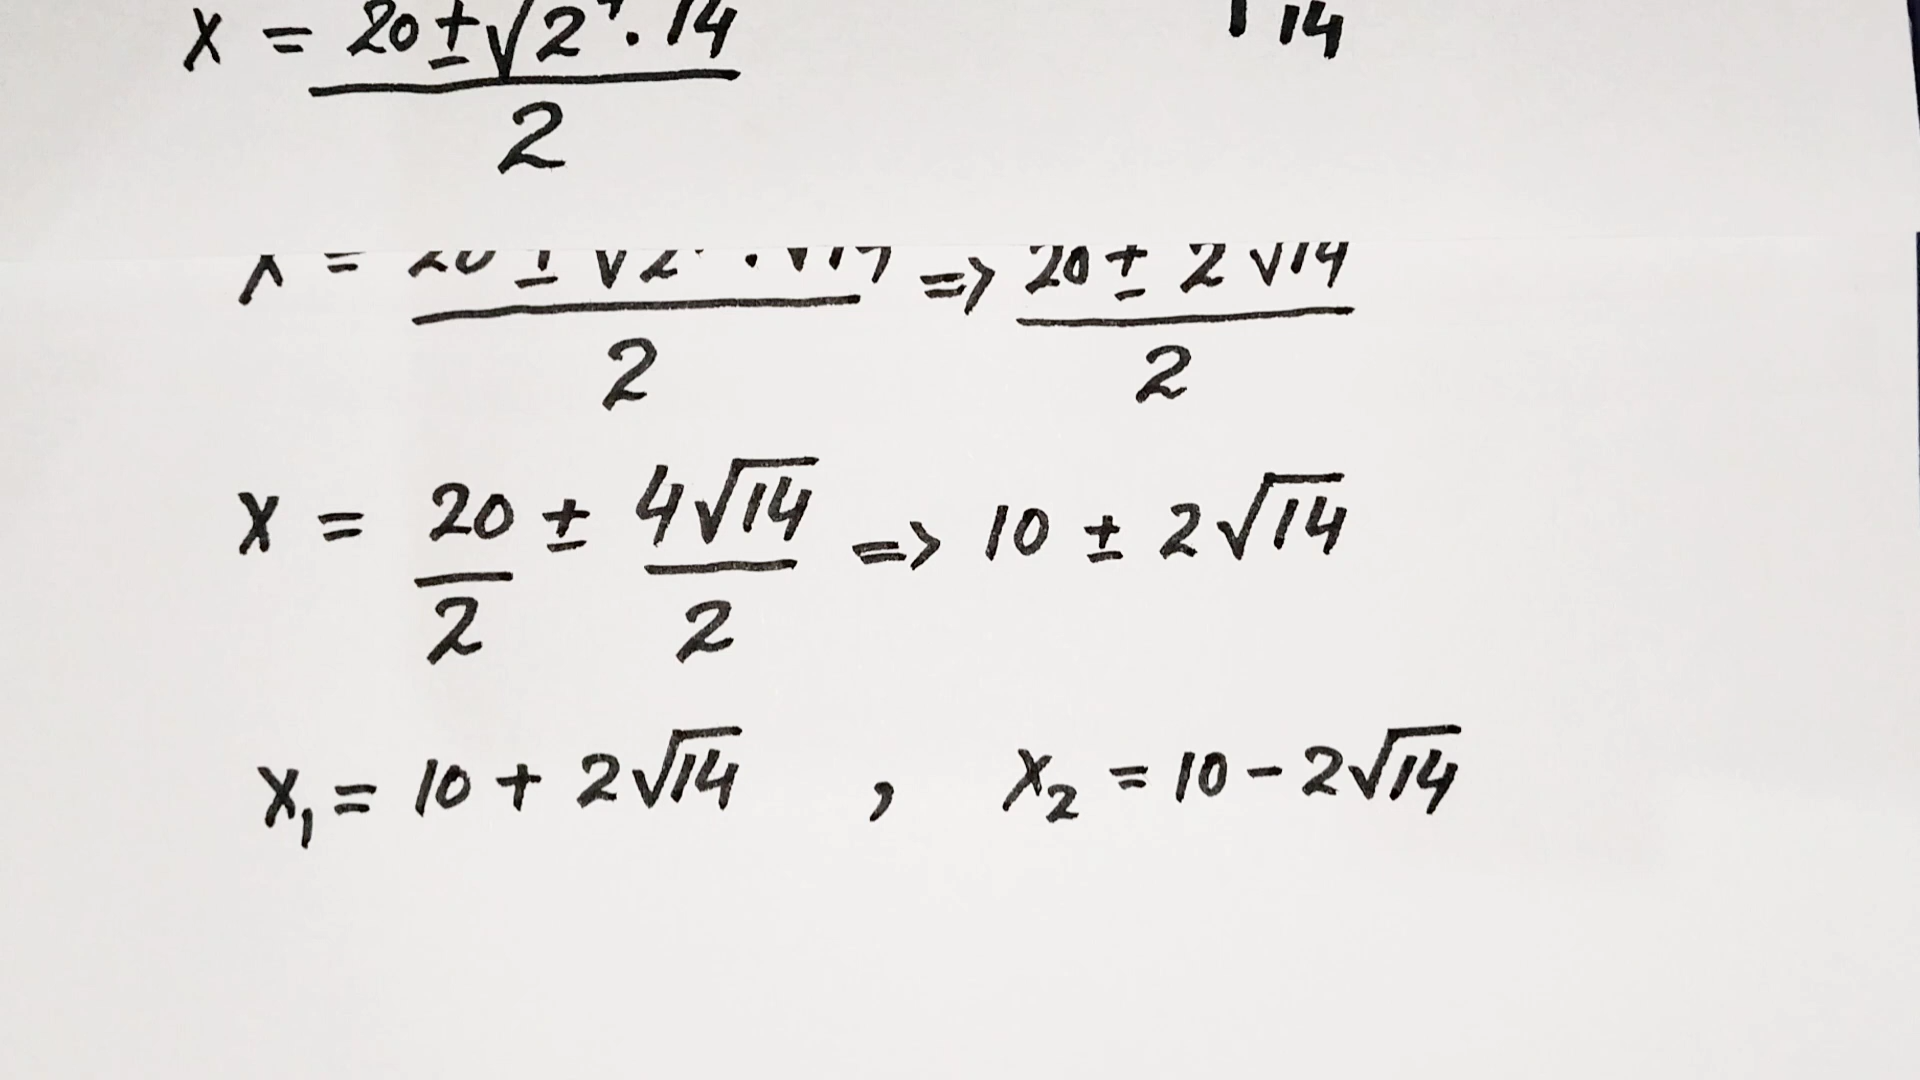 x = 20 ± √2⁴ · 14 14
2
20 ± 2 √14
2 2
x = 20 ± 4√14 => 10 ± 2√14
2 2
x₁ = 10 + 2√14 , x₂ = 10 - 2√14